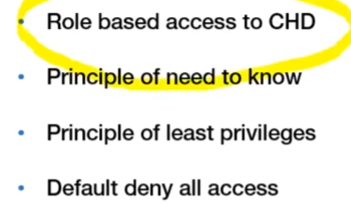 • Role based access to CHD
• Principle of need to know
• Principle of least privileges
• Default deny all access